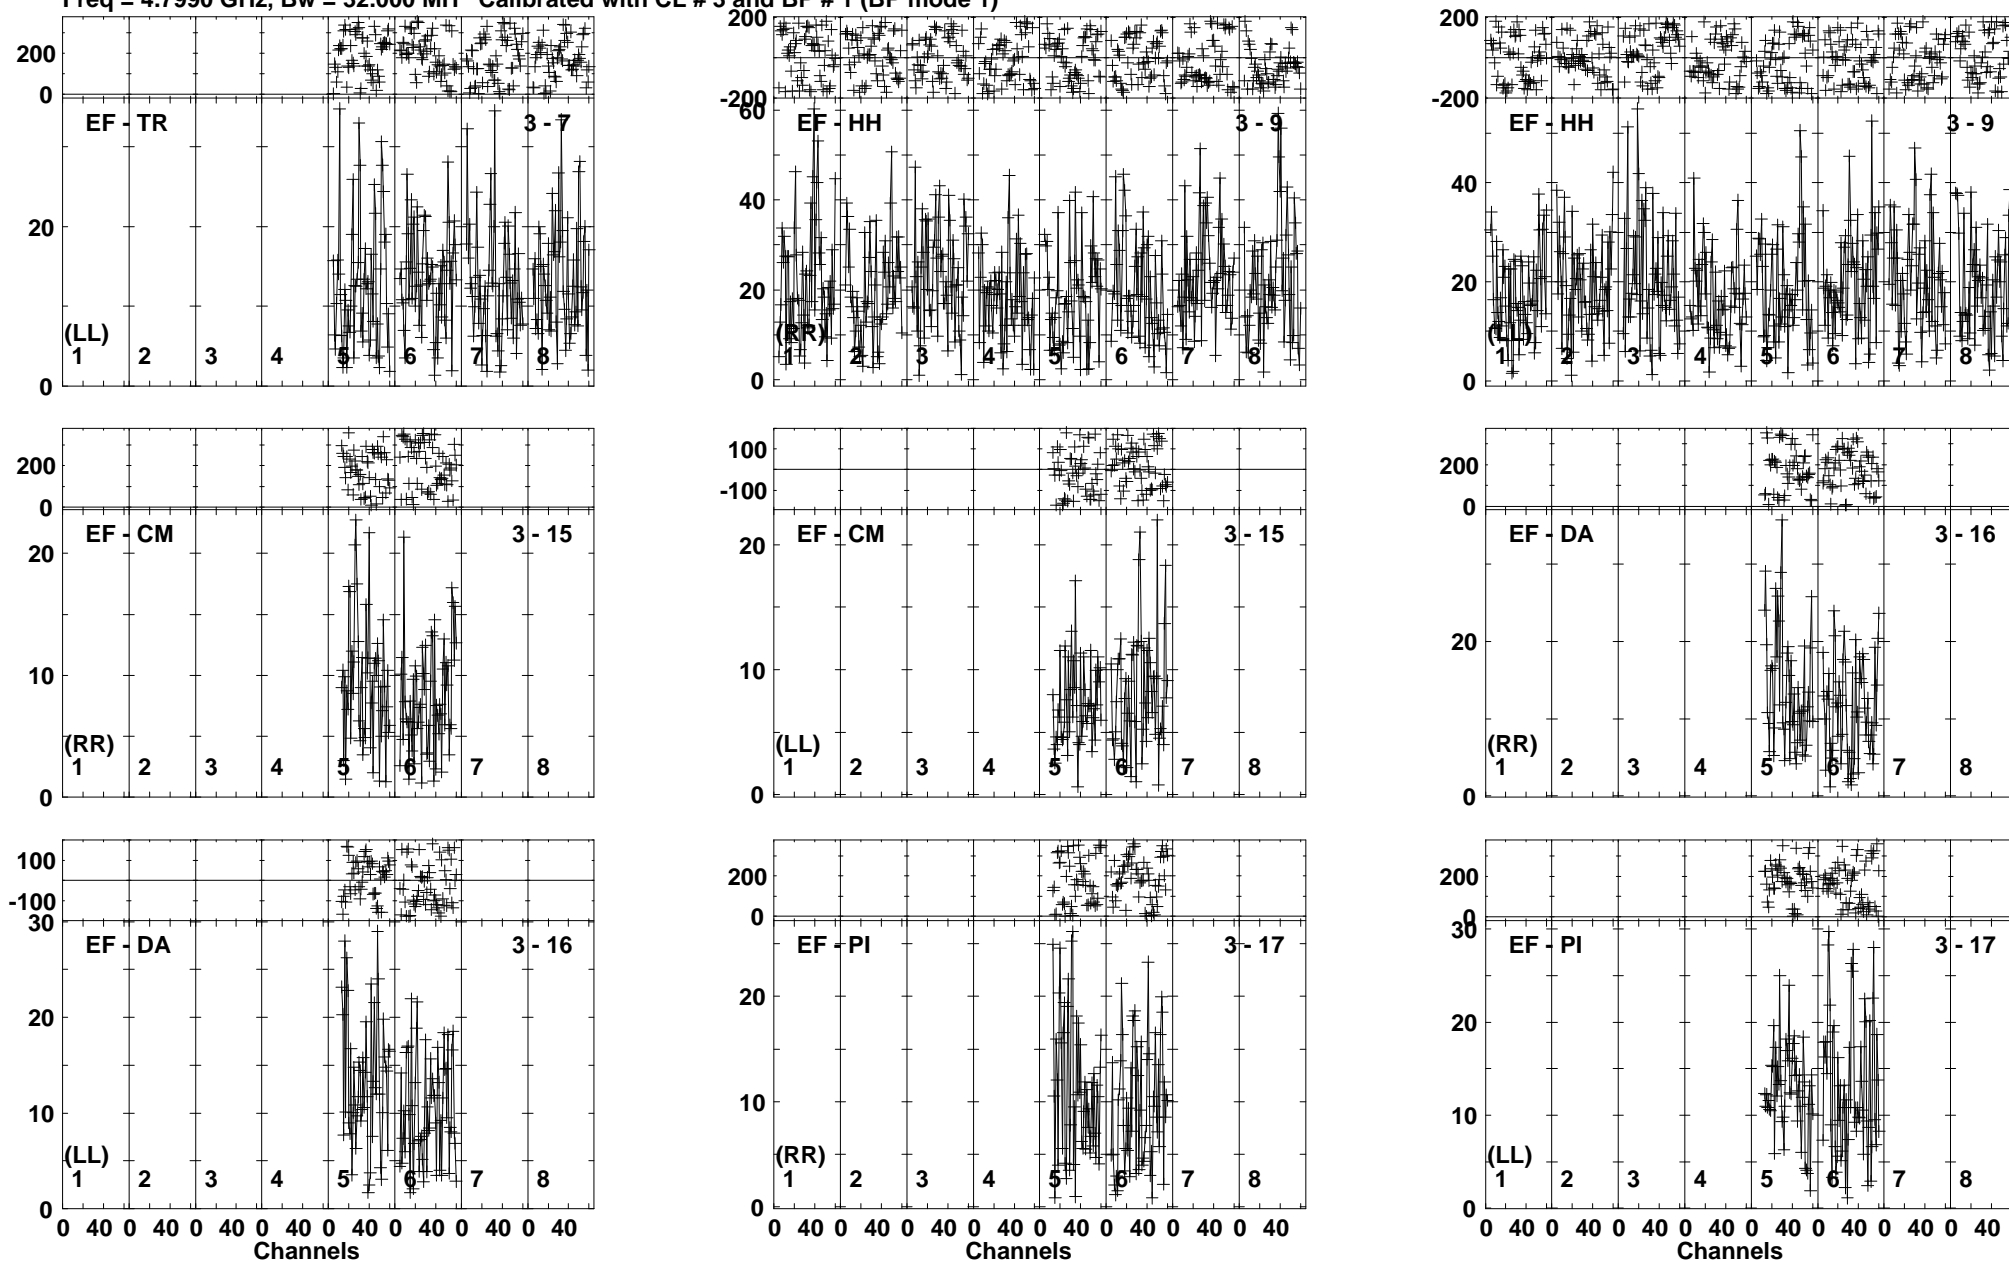 Freq = 4.7990 GHz, Bw = 32.000 MH Calibrated with CL # 3 and BP # 1 (BP mode 1)
200 0
200 -200
200 -200
EF - TR 3 - 7
20 0
(LL)
1 2 3 4 5 6 7 8
EF - HH 3 - 9
60 40 20 0
(RR)
1 2 3 4 5 6 7 8
EF - HH 3 - 9
40 20 0
(LL)
1 2 3 4 5 6 7 8
200 0
100 -100
200 0
EF - CM 3 - 15
20 10 0
(RR)
1 2 3 4 5 6 7 8
EF - CM 3 - 15
20 10 0
(LL)
1 2 3 4 5 6 7 8
EF - DA 3 - 16
20 0
(RR)
1 2 3 4 5 6 7 8
100 -100
200 0
200 0
EF - DA 3 - 16
30 20 10 0
(LL)
1 2 3 4 5 6 7 8
EF - PI 3 - 17
20 10 0
(RR)
1 2 3 4 5 6 7 8
EF - PI 3 - 17
30 20 10 0
(LL)
1 2 3 4 5 6 7 8
0 40 0 40 0 40 0 40 0 40 0 40 0 40 0 40
Channels
0 40 0 40 0 40 0 40 0 40 0 40 0 40 0 40
Channels
0 40 0 40 0 40 0 40 0 40 0 40 0 40 0 40
Channels